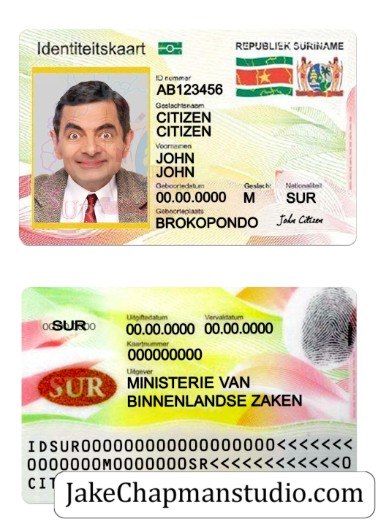 Identiteitskaart
REPUBLIEK SURINAME
ID nummer
AB123456
Geslachtsnaam
CITIZEN
CITIZEN
Voornamen
JOHN
JOHN
Geboortedatum Geslacht Nationaliteit
00.00.0000 M SUR
Geboorteplaats
BROKOPONDO John Citizen
SUR
Uitgiftedatum Vervaldatum
00.00.0000 00.00.0000
Kaartnummer
000000000
Uitgever
SUR
MINISTERIE VAN
BINNENLANDSE ZAKEN
IDSUR0000000000000000000<<<<<<<
0000000M0000000SR<<<<<<<<<<<<0
CIT
JakeChapmanstudio.com